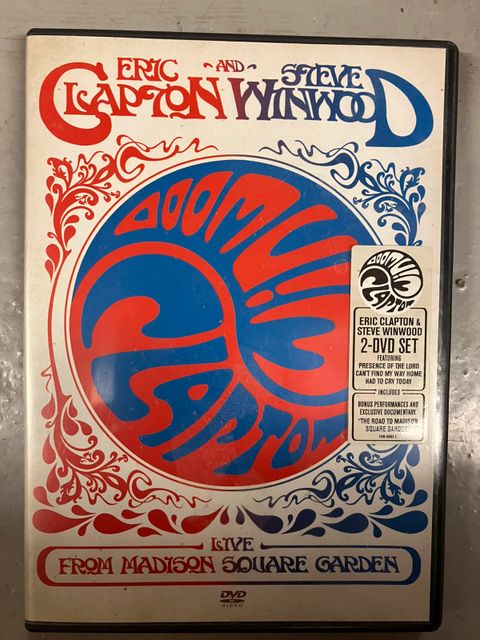 ERIC AND STEVE
CLAPTON WINWOOD
WINWOOD
CLAPTON
WINWOOD
CLAPTON
ERIC CLAPTON &
STEVE WINWOOD
2-DVD SET
FEATURING
PRESENCE OF THE LORD
CAN'T FIND MY WAY HOME
HAD TO CRY TODAY
INCLUDES
BONUS PERFORMANCES AND
EXCLUSIVE DOCUMENTARY,
"THE ROAD TO MADISON
SQUARE GARDEN"
LIVE
FROM MADISON SQUARE GARDEN
DVD
VIDEO